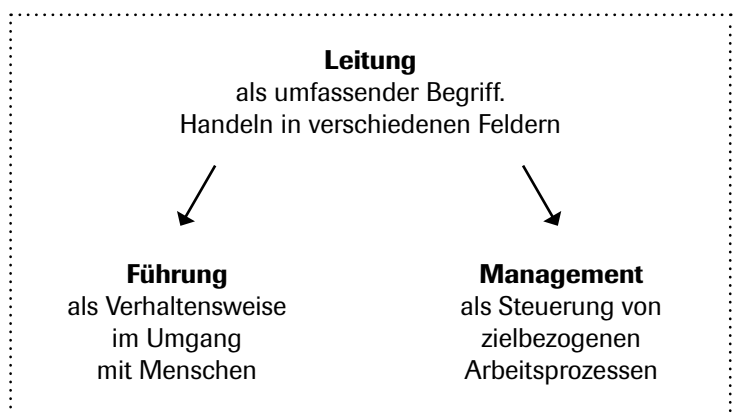 Leitung
als umfassender Begriff.
Handeln in verschiedenen Feldern
Führung
als Verhaltensweise
im Umgang
mit Menschen
Management
als Steuerung von
zielbezogenen
Arbeitsprozessen